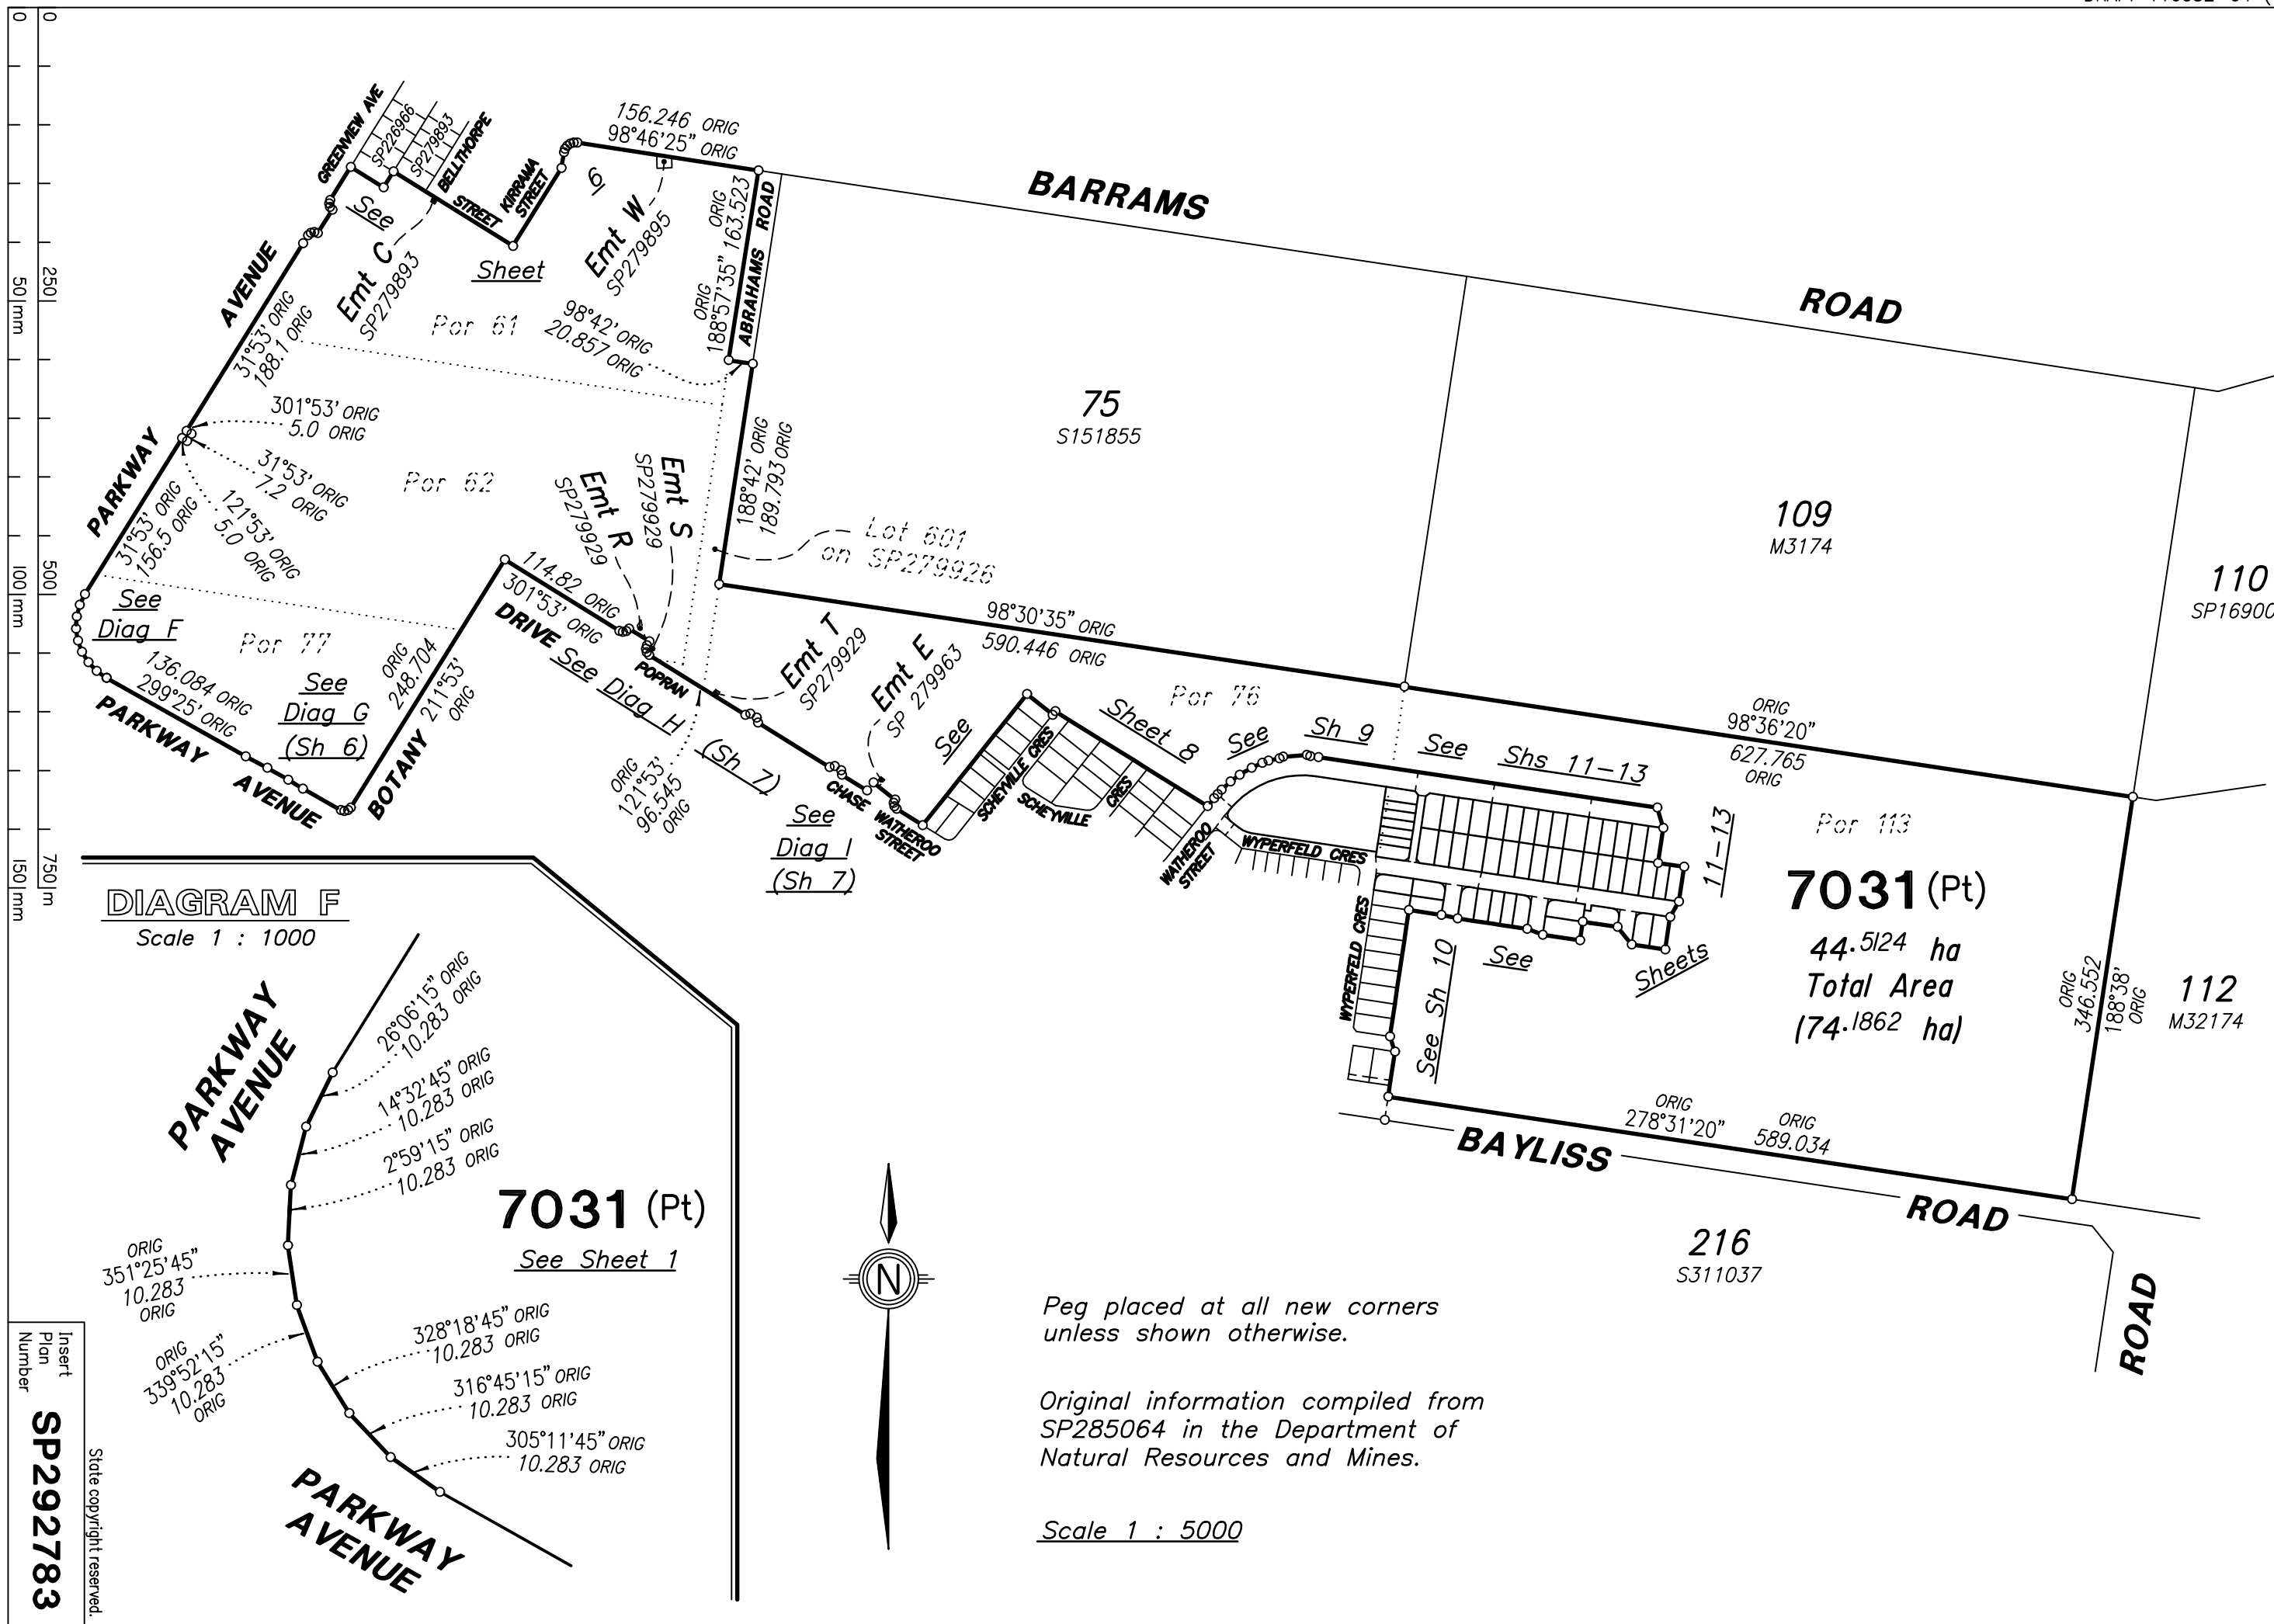 0
50 mm
100 mm
150 mm
0
250
500
750 m
GREENVIEW AVE
SP226966
SP279893
BELLTHORPE
STREET
KIRRAMA
STREET
156.246 ORIG
98°46'25" ORIG
6
See
Sheet
Emt C
SP279893
Emt W
SP279895
ORIG
188°57'35" 163.523
ORIG
ABRAHAMS ROAD
BARRAMS
ROAD
AVENUE
31°53' ORIG
188.1 ORIG
Por 61
98°42' ORIG
20.857 ORIG
301°53' ORIG
5.0 ORIG
31°53' ORIG
7.2 ORIG
121°53' ORIG
5.0 ORIG
PARKWAY
31°53' ORIG
156.5 ORIG
Por 62
Emt R
SP279929
Emt S
SP279929
188°42' ORIG
189.793 ORIG
Lot 601
on SP279926
75
S151855
109
M3174
110
SP16900
See
Diag F
Por 77
136.084 ORIG
299°25' ORIG
PARKWAY
AVENUE
See
Diag G
(Sh 6)
ORIG
248.704
211°53'
ORIG
BOTANY
114.82 ORIG
301°53' ORIG
DRIVE
See Diag H
(Sh 7)
POPRAN
Emt T
SP279929
Emt E
SP 279963
ORIG
121°53'
96.545
ORIG
CHASE
See
Diag I
(Sh 7)
WATHEROO
STREET
98°30'35" ORIG
590.446 ORIG
See
Sheet 8
SCHEYVILLE CRES
SCHEYVILLE
CRES
Por 76
See
Sh 9
See
Shs 11-13
WATHEROO
STREET
WYPERFELD CRES
WYPERFELD CRES
ORIG
98°36'20"
627.765
ORIG
Por 113
11-13
7031 (Pt)
44.5124 ha
Total Area
(74.1862 ha)
See Sh 10
See
Sheets
ORIG
346.552
188°38'
ORIG
112
M32174
ORIG
278°31'20"
ORIG
589.034
BAYLISS
ROAD
216
S311037
ROAD
DIAGRAM F
Scale 1 : 1000
PARKWAY
AVENUE
26°06'15" ORIG
10.283 ORIG
14°32'45" ORIG
10.283 ORIG
2°59'15" ORIG
10.283 ORIG
7031 (Pt)
See Sheet 1
ORIG
351°25'45"
10.283
ORIG
ORIG
339°52'15"
10.283
ORIG
328°18'45" ORIG
10.283 ORIG
316°45'15" ORIG
10.283 ORIG
305°11'45" ORIG
10.283 ORIG
PARKWAY
AVENUE
N
Peg placed at all new corners
unless shown otherwise.
Original information compiled from
SP285064 in the Department of
Natural Resources and Mines.
Scale 1 : 5000
Insert
Plan
Number
SP292783
State copyright reserved.